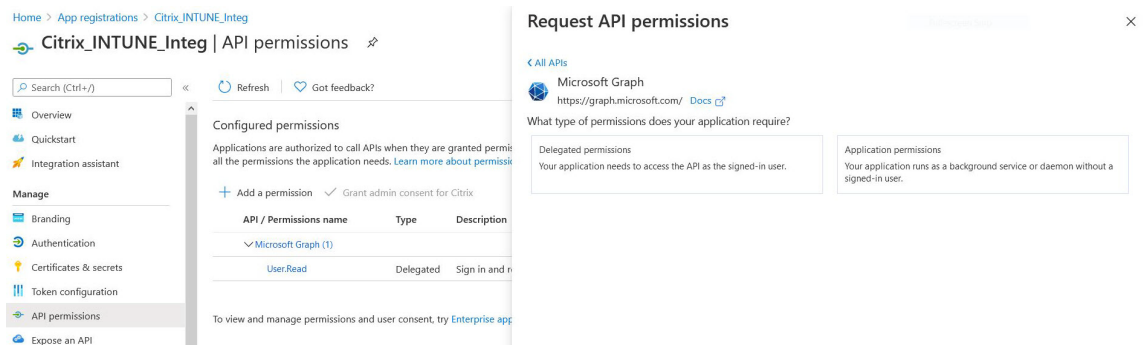 Home > App registrations > Citrix_INTUNE_Integ
Citrix_INTUNE_Integ | API permissions
Search (Ctrl+/)
«
Overview
Quickstart
Integration assistant
Manage
Branding
Authentication
Certificates & secrets
Token configuration
API permissions
Expose an API
Refresh
Got feedback?
Configured permissions
Applications are authorized to call APIs when they are granted permis
all the permissions the application needs. Learn more about permissio
Add a permission
Grant admin consent for Citrix
API / Permissions name Type Description
Microsoft Graph (1)
User.Read Delegated Sign in and r
To view and manage permissions and user consent, try Enterprise app
Request API permissions
All APIs
Microsoft Graph
https://graph.microsoft.com/ Docs
What type of permissions does your application require?
Delegated permissions
Your application needs to access the API as the signed-in user.
Application permissions
Your application runs as a background service or daemon without a
signed-in user.